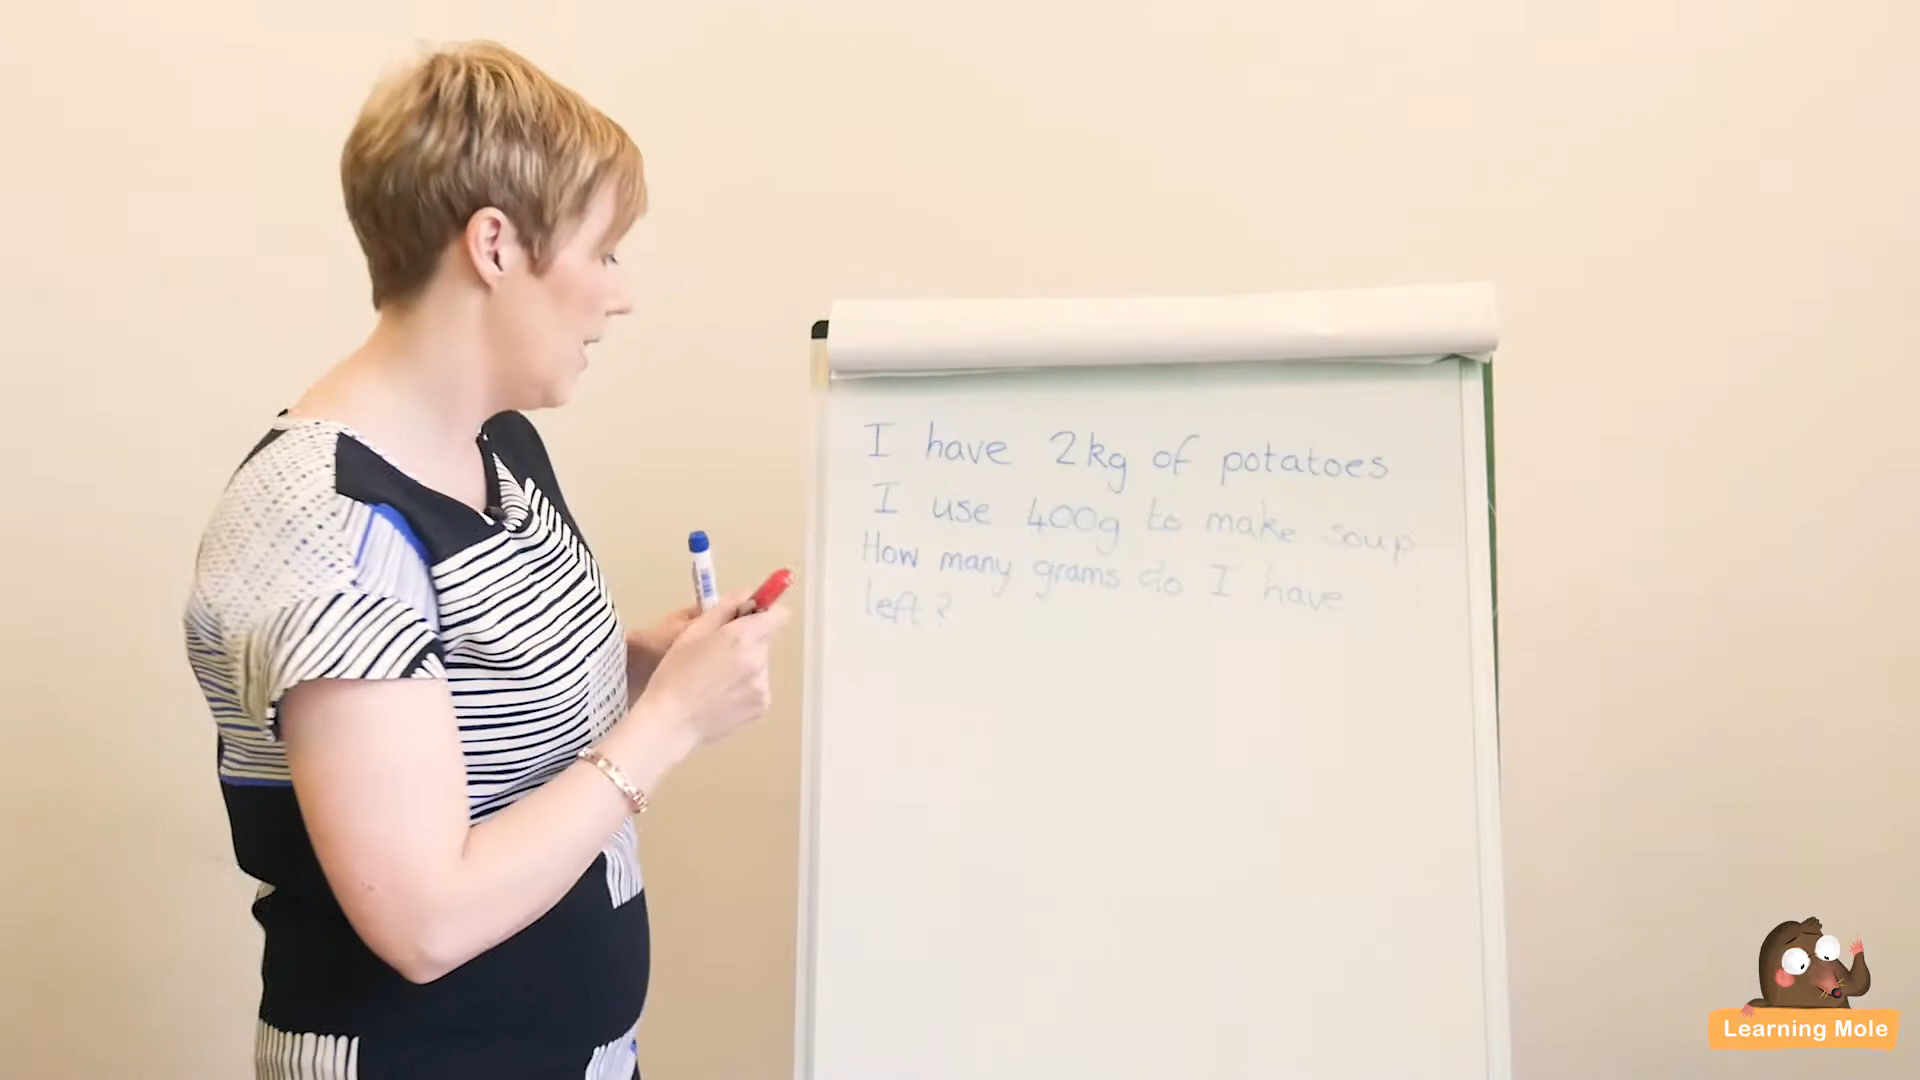 I have 2kg of potatoes
I use 400g to make soup
How many grams do I have
left?
Learning Mole